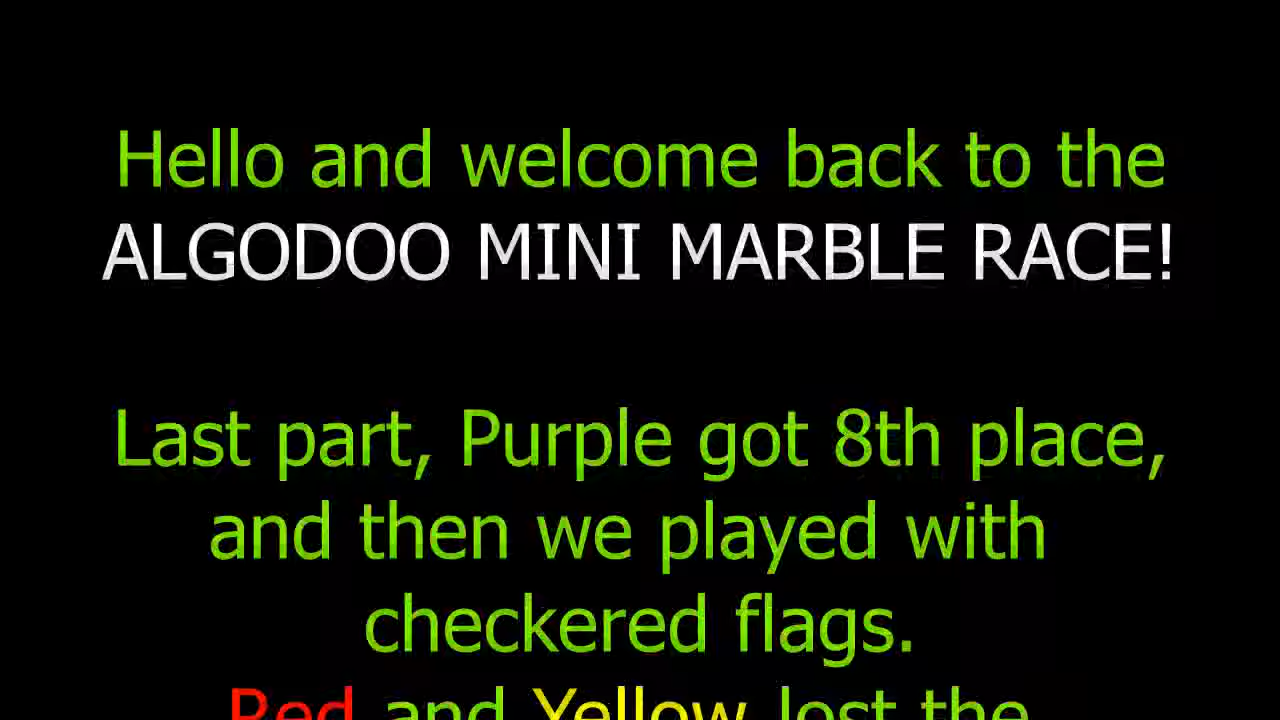 Hello and welcome back to the
ALGODOO MINI MARBLE RACE!
Last part, Purple got 8th place,
and then we played with
checkered flags.
Red and Yellow lost the